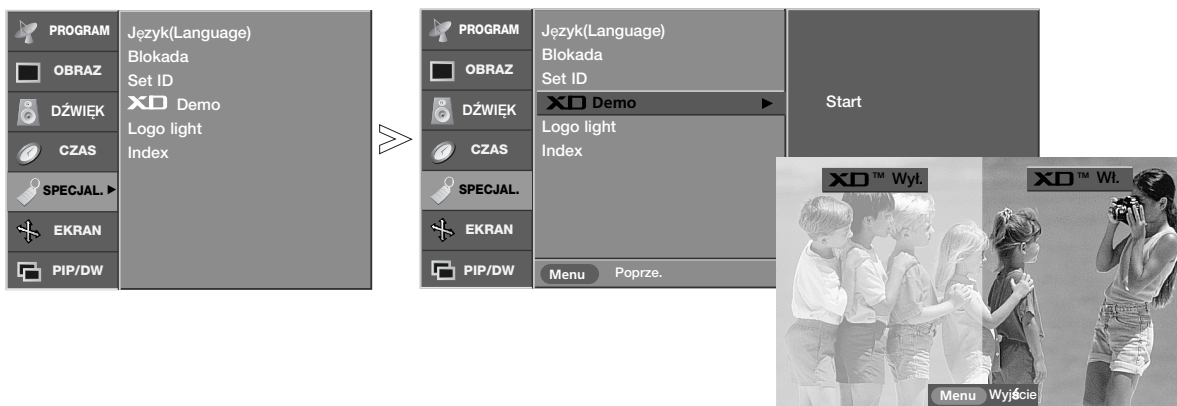 PROGRAM
OBRAZ
DŹWIĘK
CZAS
SPECJAL.
EKRAN
PIP/DW
Język(Language)
Blokada
Set ID
XD Demo
Logo light
Index
PROGRAM
OBRAZ
DŹWIĘK
CZAS
SPECJAL.
EKRAN
PIP/DW
Język(Language)
Blokada
Set ID
XD Demo
Logo light
Index
Menu Poprze.
Start
XD™ Wył.
XD™ Wł.
Menu Wyjście